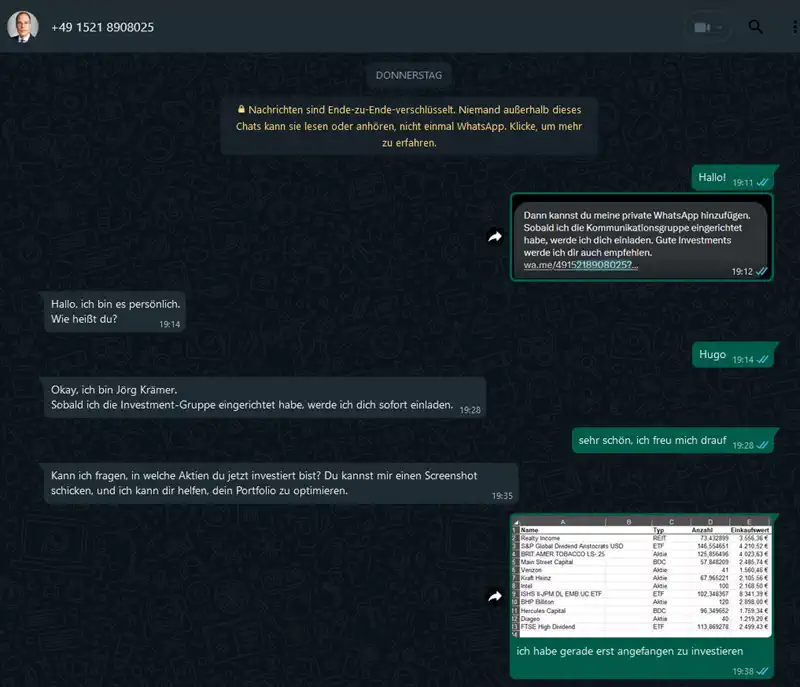 +49 1521 8908025
DONNERSTAG
Nachrichten sind Ende-zu-Ende-verschlüsselt. Niemand außerhalb dieses
Chats kann sie lesen oder anhören, nicht einmal WhatsApp. Klicke, um mehr
zu erfahren.
Hallo! 19:11
Dann kannst du meine private WhatsApp hinzufügen.
Sobald ich die Kommunikationsgruppe eingerichtet
habe, werde ich dich einladen. Gute Investments
werde ich dir auch empfehlen.
wa.me/4915218908025?...
19:12
Hallo. ich bin es persönlich.
Wie heißt du? 19:14
Hugo 19:14
Okay, ich bin Jörg Krämer.
Sobald ich die Investment-Gruppe eingerichtet habe, werde ich dich sofort einladen. 19:28
sehr schön, ich freu mich drauf 19:28
Kann ich fragen, in welche Aktien du jetzt investiert bist? Du kannst mir einen Screenshot
schicken, und ich kann dir helfen, dein Portfolio zu optimieren. 19:35
A B C D E
1 Name Typ Anzahl Einkaufswert
2 Realty Income REIT 73,432899 3.556,36 €
3 S&P Global Dividend Aristocrats USD ETF 146,554651 4.210,52 €
4 BRIT.AMER.TOBACCO LS-,25 Aktie 125,856496 4.023,63 €
5 Main Street Capital BDC 57,848209 2.485,74 €
6 Verizon Aktie 41 1.560,46 €
7 Kraft Heinz Aktie 67,965221 2.105,56 €
8 Intel Aktie 100 2.168,50 €
9 ISHS II-JPM DL EMB.UC.ETF ETF 102,348367 8.341,39 €
10 BHP Billiton Aktie 120 2.898,00 €
11 Hercules Capital BDC 96,349652 1.759,34 €
12 Diageo Aktie 40 1.219,20 €
13 FTSE High Dividend ETF 113,869278 2.499,43 €
14
ich habe gerade erst angefangen zu investieren
19:38